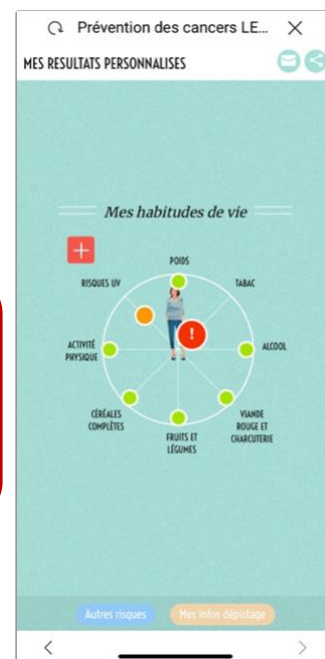 Prévention des cancers LE...
MES RESULTATS PERSONNALISES
Mes habitudes de vie
POIDS
RISQUES UV
TABAC
!
ACTIVITÉ
PHYSIQUE
ALCOOL
CÉRÉALES
COMPLÈTES
VIANDE
ROUGE ET
CHARCUTERIE
FRUITS ET
LÉGUMES
Autres risques
Mes infos dépistage